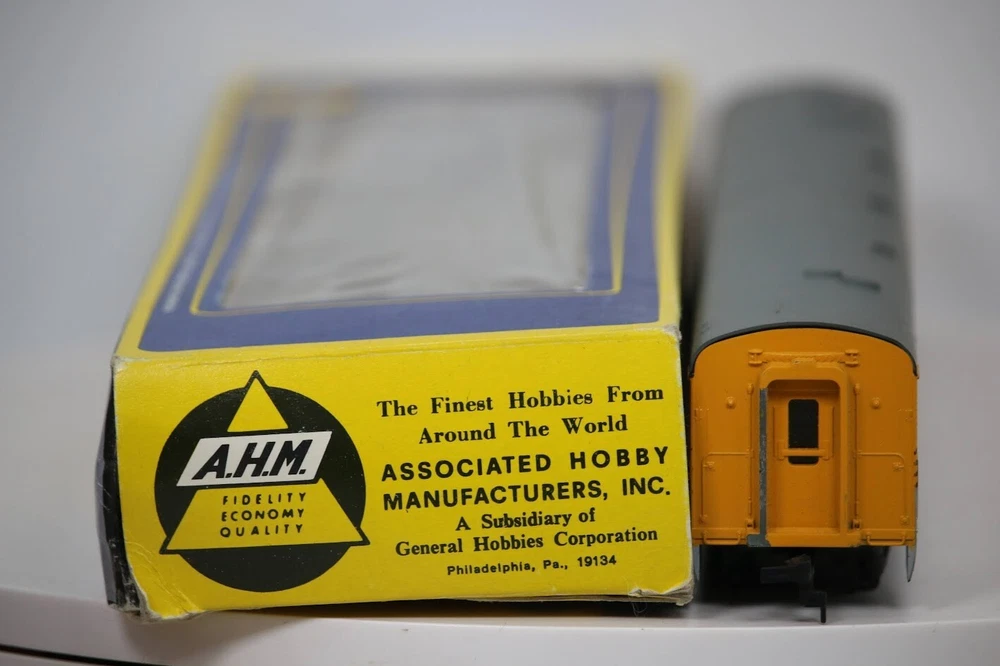 A.H.M.
FIDELITY
ECONOMY
QUALITY
The Finest Hobbies From
Around The World
ASSOCIATED HOBBY
MANUFACTURERS, INC.
A Subsidiary of
General Hobbies Corporation
Philadelphia, Pa., 19134